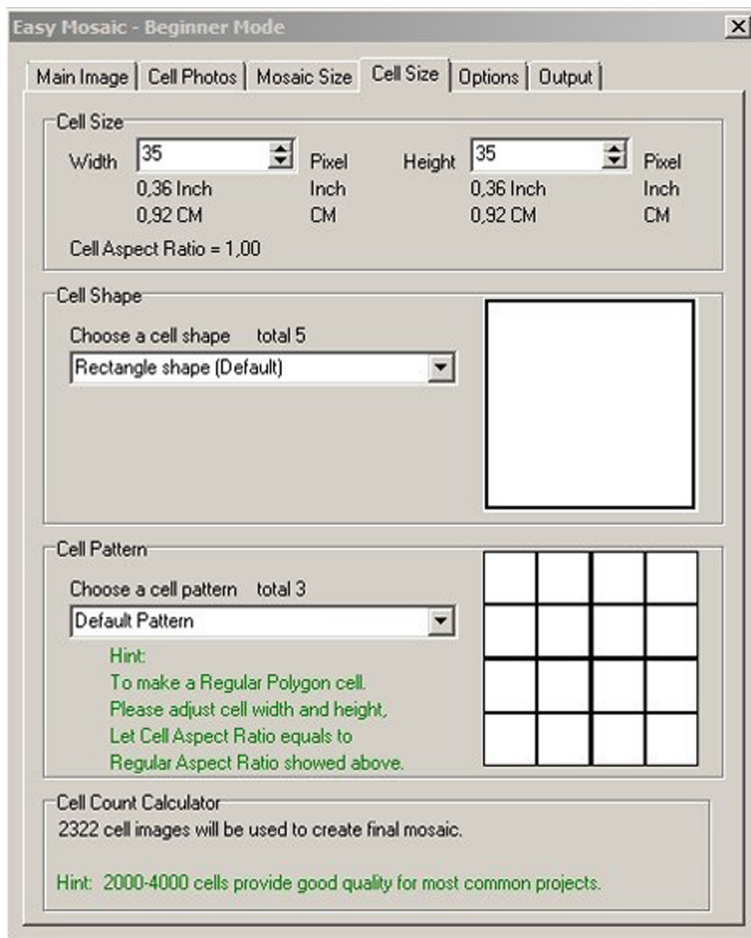 Easy Mosaic - Beginner Mode
Main Image Cell Photos Mosaic Size Cell Size Options Output
Cell Size
Width 35 Pixel Height 35 Pixel
0,36 Inch Inch 0,36 Inch Inch
0,92 CM CM 0,92 CM CM
Cell Aspect Ratio = 1,00
Cell Shape
Choose a cell shape total 5
Rectangle shape (Default)
Cell Pattern
Choose a cell pattern total 3
Default Pattern
Hint:
To make a Regular Polygon cell.
Please adjust cell width and height,
Let Cell Aspect Ratio equals to
Regular Aspect Ratio showed above.
Cell Count Calculator
2322 cell images will be used to create final mosaic.
Hint: 2000-4000 cells provide good quality for most common projects.